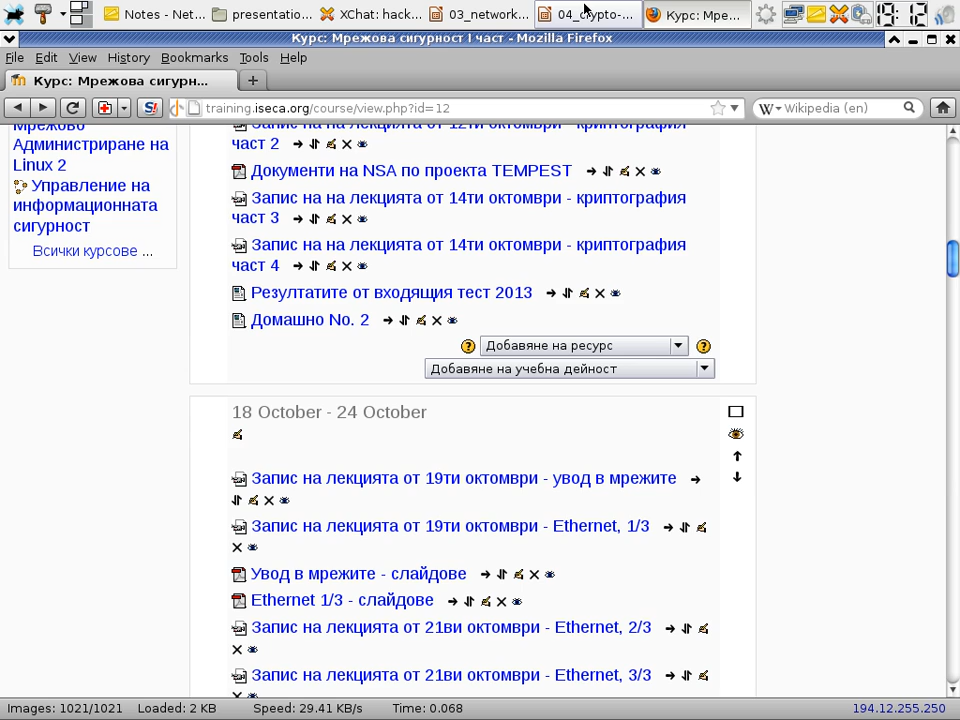 Notes - Net...
presentatio...
XChat: hack...
03_network...
04_crypto-...
Курс: Мре...
19:12
Курс: Мрежова сигурност I част - Mozilla Firefox
File Edit View History Bookmarks Tools Help
Курс: Мрежова сигурн...
training.iseca.org/course/view.php?id=12
Wikipedia (en)
Мрежово
Администриране на
Linux 2
Управление на
информационната
сигурност
Всички курсове ...
Запис на на лекцията от 12ти октомври - криптография
част 2
Документи на NSA по проекта TEMPEST
Запис на на лекцията от 14ти октомври - криптография
част 3
Запис на на лекцията от 14ти октомври - криптография
част 4
Резултатите от входящия тест 2013
Домашно No. 2
Добавяне на ресурс
Добавяне на учебна дейност
18 October - 24 October
Запис на лекцията от 19ти октомври - увод в мрежите
Запис на лекцията от 19ти октомври - Ethernet, 1/3
Увод в мрежите - слайдове
Ethernet 1/3 - слайдове
Запис на лекцията от 21ви октомври - Ethernet, 2/3
Запис на лекцията от 21ви октомври - Ethernet, 3/3
Images: 1021/1021 Loaded: 2 KB Speed: 29.41 KB/s Time: 0.068 194.12.255.250